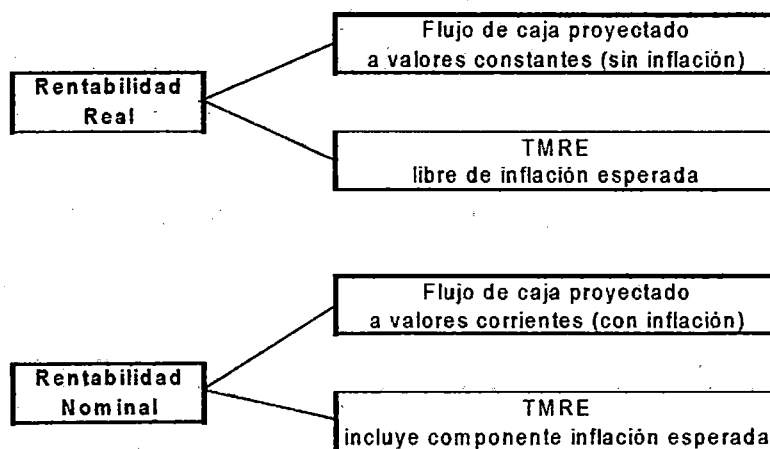 Flujo de caja proyectado
a valores constantes (sin inflación)
Rentabilidad
Real
TMRE
libre de inflación esperada
Flujo de caja proyectado
a valores corrientes (con inflación)
Rentabilidad
Nominal
TMRE
incluye componente inflación esperada